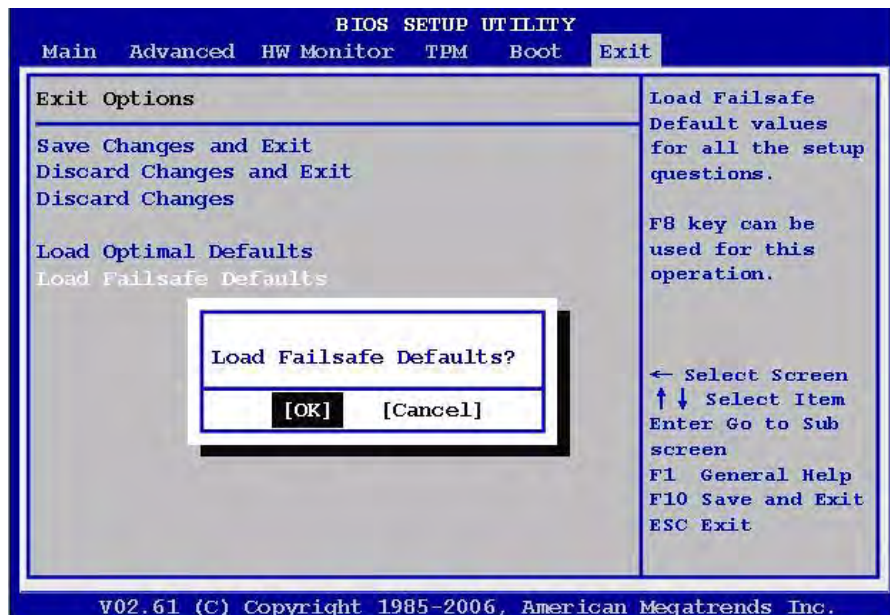 BIOS SETUP UTILITY
Main Advanced HW Monitor TPM Boot Exit
Exit Options
Save Changes and Exit
Discard Changes and Exit
Discard Changes
Load Optimal Defaults
Load Failsafe Defaults
Load Failsafe Defaults?
[OK] [Cancel]
Load Failsafe
Default values
for all the setup
questions.
F8 key can be
used for this
operation.
← Select Screen
↑↓ Select Item
Enter Go to Sub
screen
F1 General Help
F10 Save and Exit
ESC Exit
V02.61 (C) Copyright 1985-2006, American Megatrends Inc.